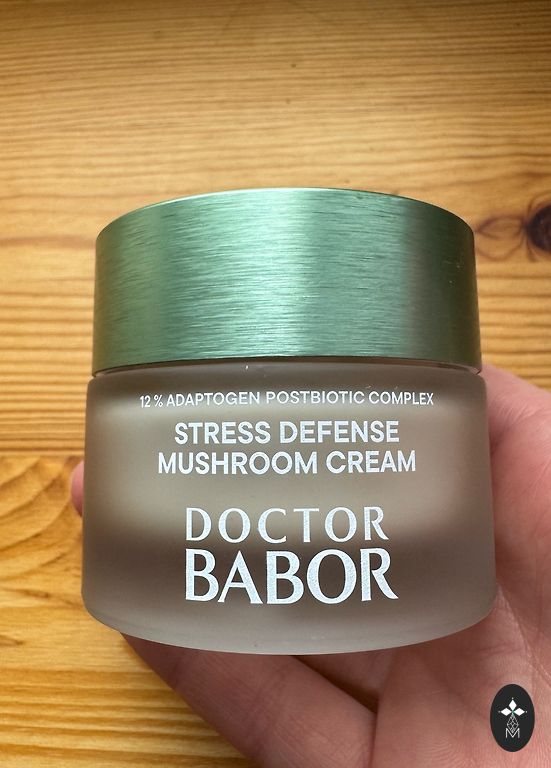 12 % ADAPTOGEN POSTBIOTIC COMPLEX
STRESS DEFENSE
MUSHROOM CREAM
DOCTOR
BABOR
M